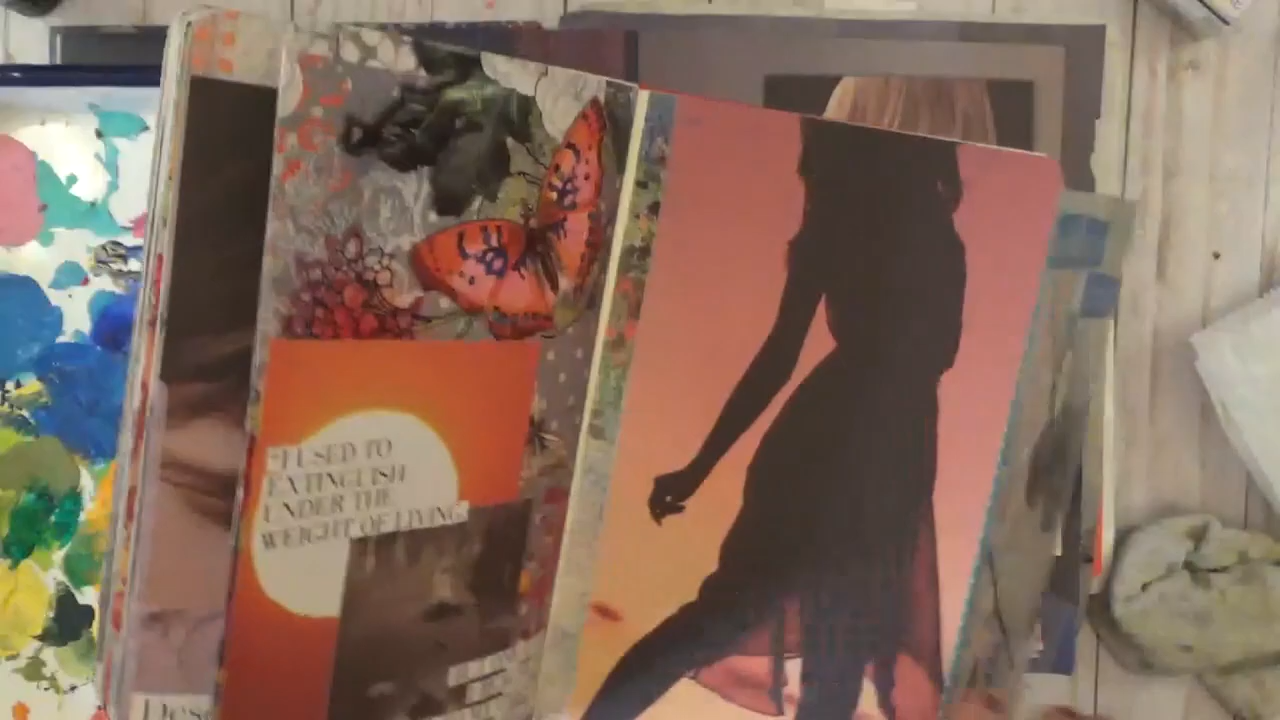 "I USED TO
EXTINGUISH
UNDER THE
WEIGHT OF LIVING.